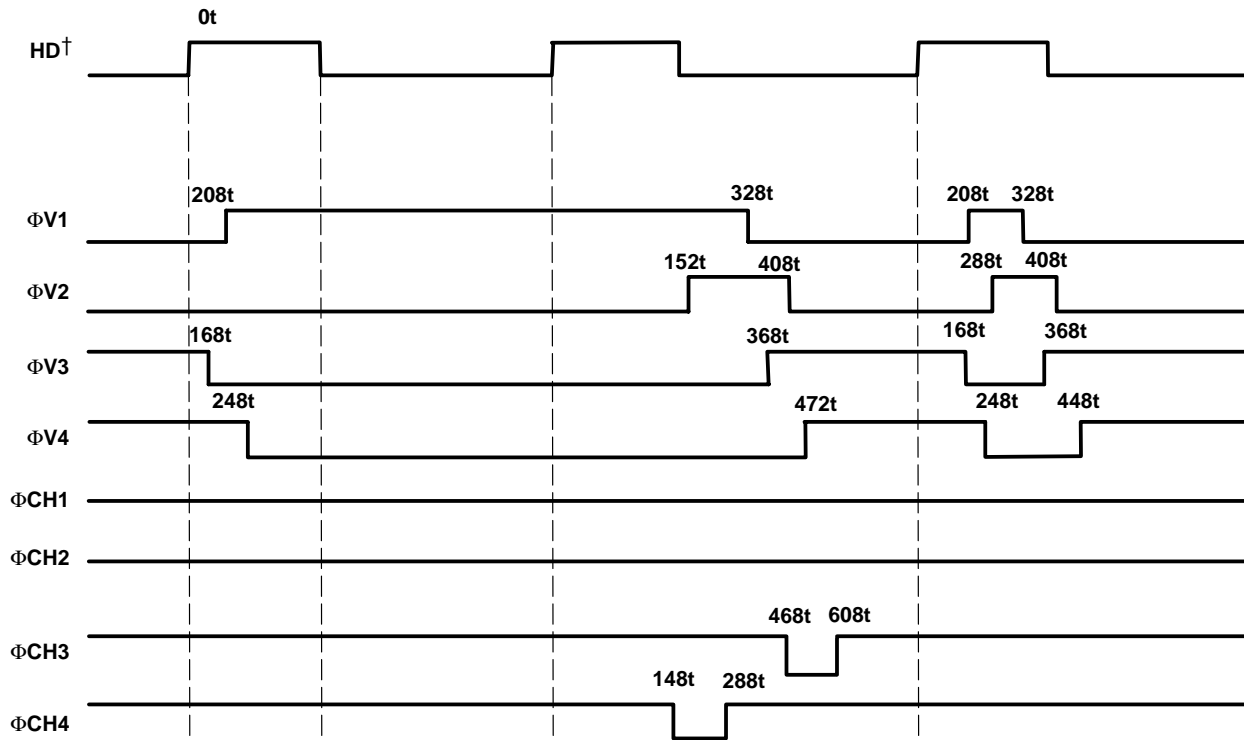 0t
HD†
208t 328t 208t 328t
ΦV1
152t 408t 288t 408t
ΦV2
168t 368t 168t 368t
ΦV3
248t 472t 248t 448t
ΦV4
ΦCH1
ΦCH2
468t 608t
ΦCH3
148t 288t
ΦCH4